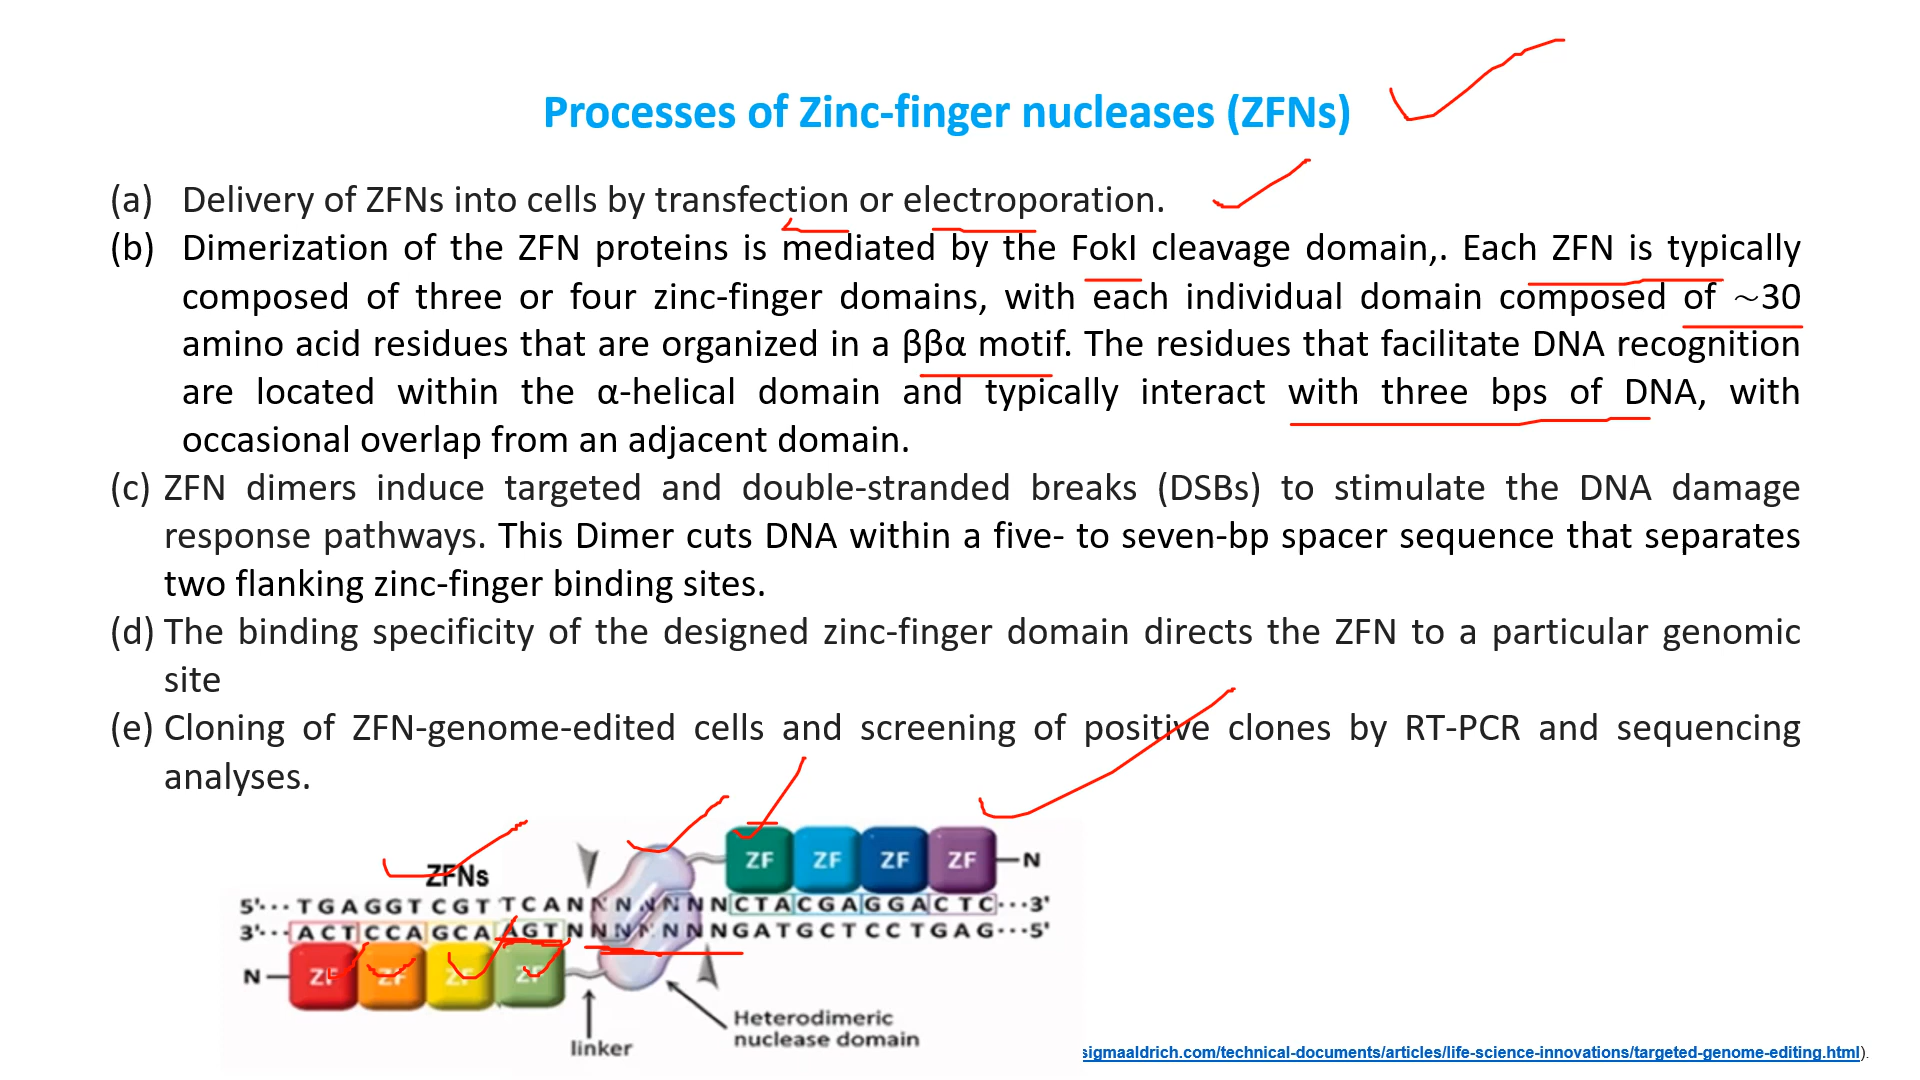 Processes of Zinc-finger nucleases (ZFNs)
(a) Delivery of ZFNs into cells by transfection or electroporation.
(b) Dimerization of the ZFN proteins is mediated by the FokI cleavage domain,. Each ZFN is typically
composed of three or four zinc-finger domains, with each individual domain composed of ~30
amino acid residues that are organized in a ββα motif. The residues that facilitate DNA recognition
are located within the α-helical domain and typically interact with three bps of DNA, with
occasional overlap from an adjacent domain.
(c) ZFN dimers induce targeted and double-stranded breaks (DSBs) to stimulate the DNA damage
response pathways. This Dimer cuts DNA within a five- to seven-bp spacer sequence that separates
two flanking zinc-finger binding sites.
(d) The binding specificity of the designed zinc-finger domain directs the ZFN to a particular genomic
site
(e) Cloning of ZFN-genome-edited cells and screening of positive clones by RT-PCR and sequencing
analyses.
ZF ZF ZF ZF N
ZFNs
5'···TGAGGTCGTTTCANNNNNNNCTACGAGGACTC···3'
3'···ACTCCAGCAAGTNNNNNNNGATGCTCCTGAG···5'
N ZF ZF ZF ZF
Heterodimeric
nuclease domain
linker
sigmaaldrich.com/technical-documents/articles/life-science-innovations/targeted-genome-editing.html).